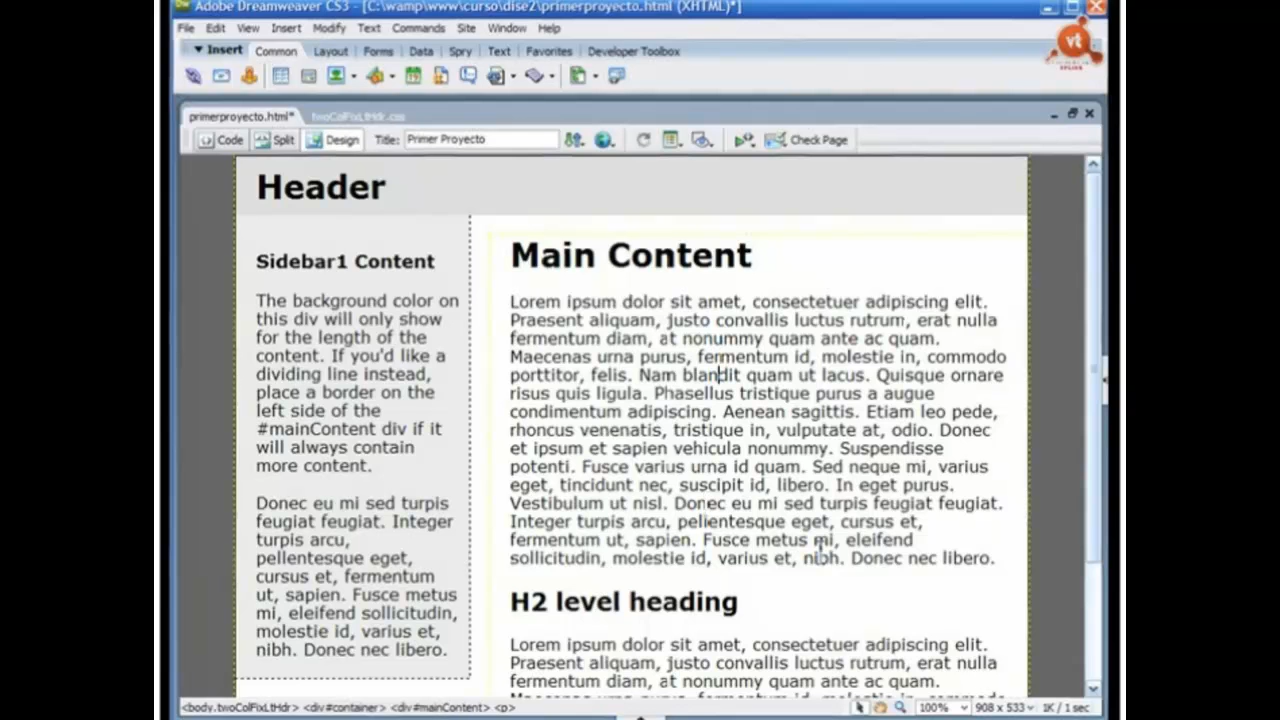 Adobe Dreamweaver CS3 - [C:\wamp\www\curso\dise2\primerproyecto.html (XHTML)*]
File Edit View Insert Modify Text Commands Site Window Help
Insert Common Layout Forms Data Spry Text Favorites Developer Toolbox
vt
primerproyecto.html* twoColFixLtHdr.css
Code Split Design Title: Primer Proyecto Check Page
Header
Sidebar1 Content
The background color on
this div will only show
for the length of the
content. If you'd like a
dividing line instead,
place a border on the
left side of the
#mainContent div if it
will always contain
more content.
Donec eu mi sed turpis
feugiat feugiat. Integer
turpis arcu,
pellentesque eget,
cursus et, fermentum
ut, sapien. Fusce metus
mi, eleifend sollicitudin,
molestie id, varius et,
nibh. Donec nec libero.
Main Content
Lorem ipsum dolor sit amet, consectetuer adipiscing elit.
Praesent aliquam, justo convallis luctus rutrum, erat nulla
fermentum diam, at nonummy quam ante ac quam.
Maecenas urna purus, fermentum id, molestie in, commodo
porttitor, felis. Nam blandit quam ut lacus. Quisque ornare
risus quis ligula. Phasellus tristique purus a augue
condimentum adipiscing. Aenean sagittis. Etiam leo pede,
rhoncus venenatis, tristique in, vulputate at, odio. Donec
et ipsum et sapien vehicula nonummy. Suspendisse
potenti. Fusce varius urna id quam. Sed neque mi, varius
eget, tincidunt nec, suscipit id, libero. In eget purus.
Vestibulum ut nisl. Donec eu mi sed turpis feugiat feugiat.
Integer turpis arcu, pellentesque eget, cursus et,
fermentum ut, sapien. Fusce metus mi, eleifend
sollicitudin, molestie id, varius et, nibh. Donec nec libero.
H2 level heading
Lorem ipsum dolor sit amet, consectetuer adipiscing elit.
Praesent aliquam, justo convallis luctus rutrum, erat nulla
fermentum diam, at nonummy quam ante ac quam.
<body.twoColFixLtHdr> <div#container> <div#mainContent> <p> 100% 908 x 533 1K / 1 sec